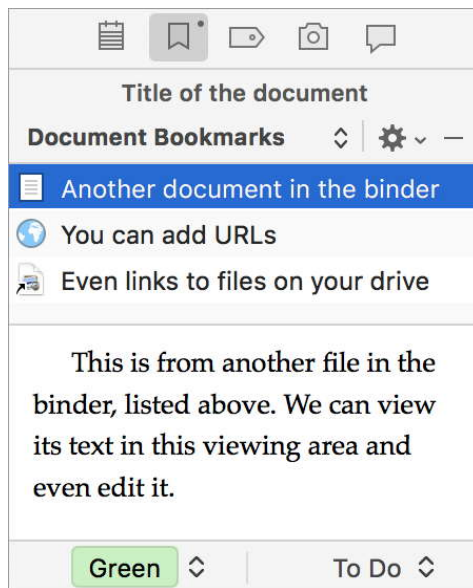 Title of the document
Document Bookmarks
Another document in the binder
You can add URLs
Even links to files on your drive
This is from another file in the
binder, listed above. We can view
its text in this viewing area and
even edit it.
Green To Do